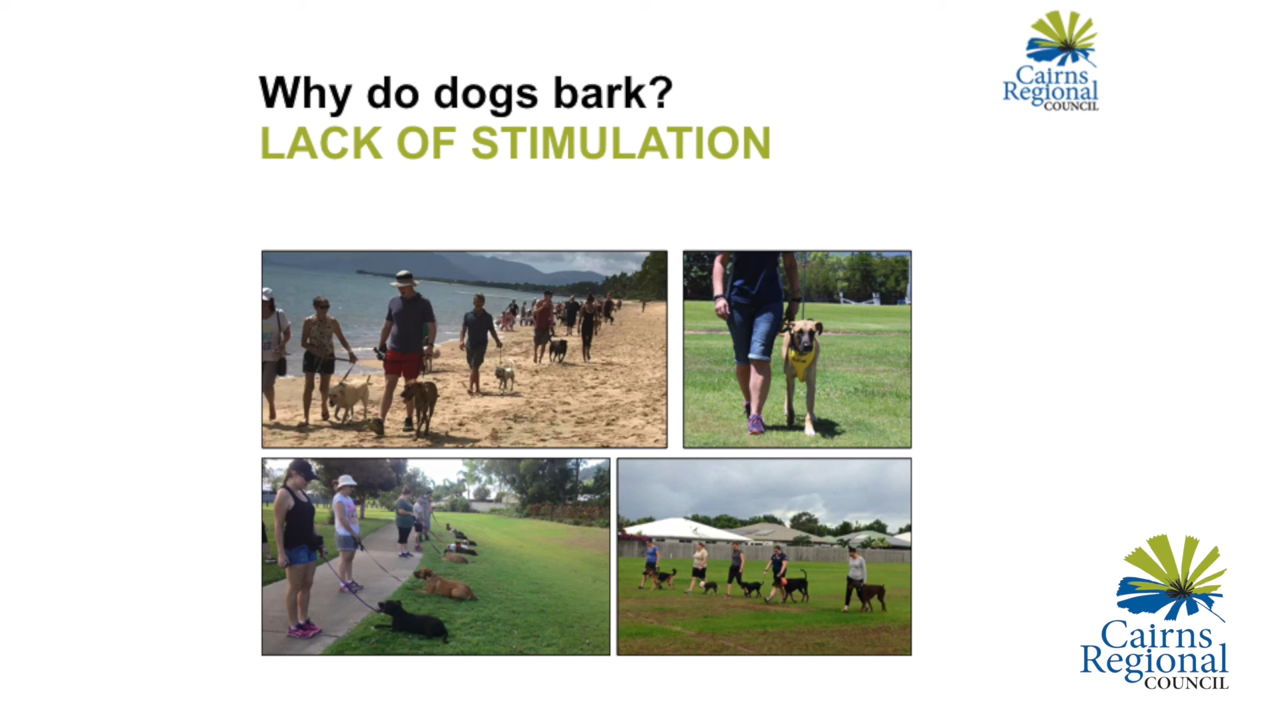 Why do dogs bark?
LACK OF STIMULATION
Cairns
Regional
COUNCIL
Cairns
Regional
COUNCIL